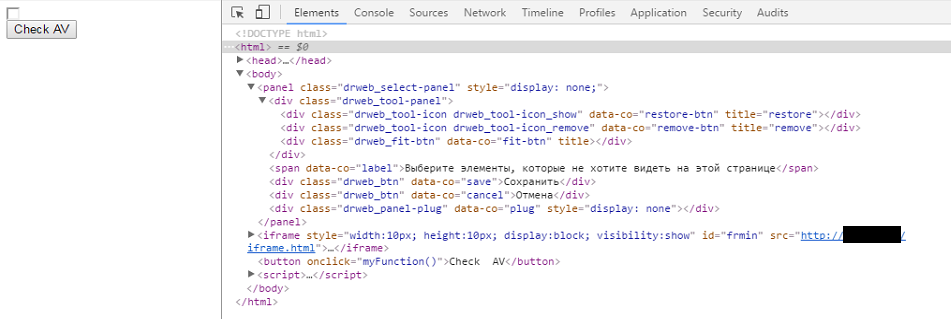 Check AV
Elements Console Sources Network Timeline Profiles Application Security Audits
<!DOCTYPE html>
···<html> == $0
▶<head>…</head>
▼<body>
▼<panel class="drweb_select-panel" style="display: none;">
▼<div class="drweb_tool-panel">
<div class="drweb_tool-icon drweb_tool-icon_show" data-co="restore-btn" title="restore"></div>
<div class="drweb_tool-icon drweb_tool-icon_remove" data-co="remove-btn" title="remove"></div>
<div class="drweb_fit-btn" data-co="fit-btn" title></div>
</div>
<span data-co="label">Выберите элементы, которые не хотите видеть на этой странице</span>
<div class="drweb_btn" data-co="save">Сохранить</div>
<div class="drweb_btn" data-co="cancel">Отмена</div>
<div class="drweb_panel-plug" data-co="plug" style="display: none"></div>
</panel>
▶<iframe style="width:10px; height:10px; display:block; visibility:show" id="frmin" src="http:// /
iframe.html">…</iframe>
<button onclick="myFunction()">Check  AV</button>
▶<script>…</script>
</body>
</html>